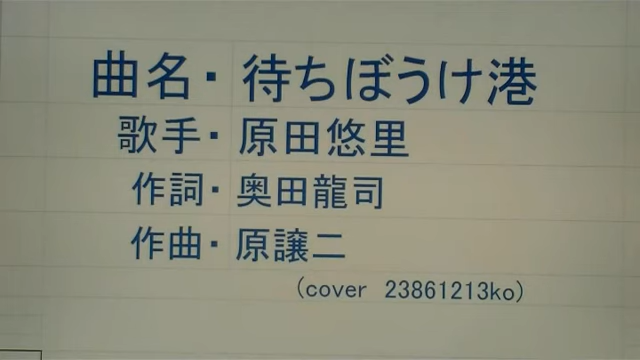 曲名・待ちぼうけ港
歌手・原田悠里
作詞・奥田龍司
作曲・原譲二
(cover 23861213ko)